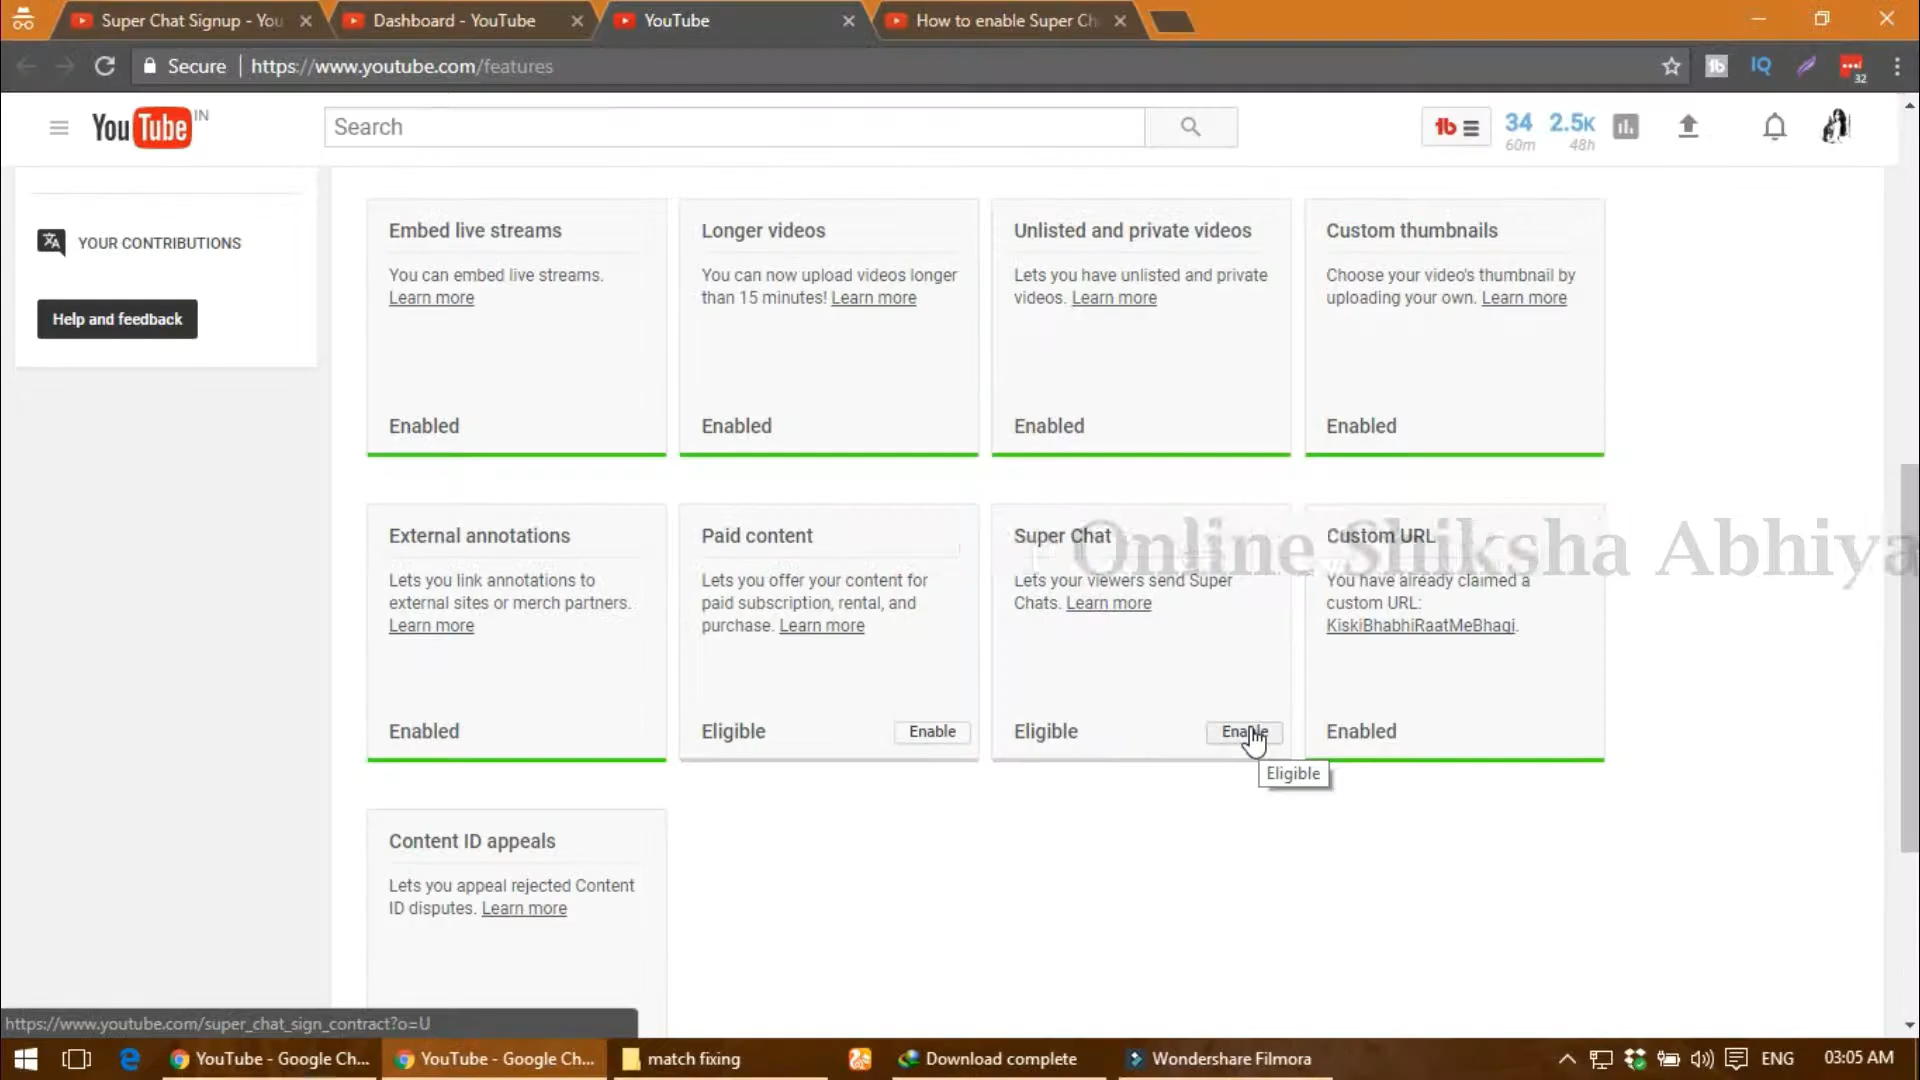 Super Chat Signup - You
Dashboard - YouTube
YouTube
How to enable Super Ch
Secure
https://www.youtube.com/features
IQ
32
YouTube IN
Search
tb
34
60m
2.5K
48h
YOUR CONTRIBUTIONS
Help and feedback
Embed live streams
You can embed live streams.
Learn more
Enabled
Longer videos
You can now upload videos longer
than 15 minutes! Learn more
Enabled
Unlisted and private videos
Lets you have unlisted and private
videos. Learn more
Enabled
Custom thumbnails
Choose your video's thumbnail by
uploading your own. Learn more
Enabled
External annotations
Lets you link annotations to
external sites or merch partners.
Learn more
Enabled
Paid content
Lets you offer your content for
paid subscription, rental, and
purchase. Learn more
Eligible
Enable
Super Chat
Lets your viewers send Super
Chats. Learn more
Eligible
Enable
Eligible
Custom URL
You have already claimed a
custom URL:
KiskiBhabhiRaatMeBhagi.
Enabled
Online Shiksha Abhiya
Content ID appeals
Lets you appeal rejected Content
ID disputes. Learn more
https://www.youtube.com/super_chat_sign_contract?o=U
YouTube - Google Ch...
YouTube - Google Ch...
match fixing
Download complete
Wondershare Filmora
ENG
03:05 AM